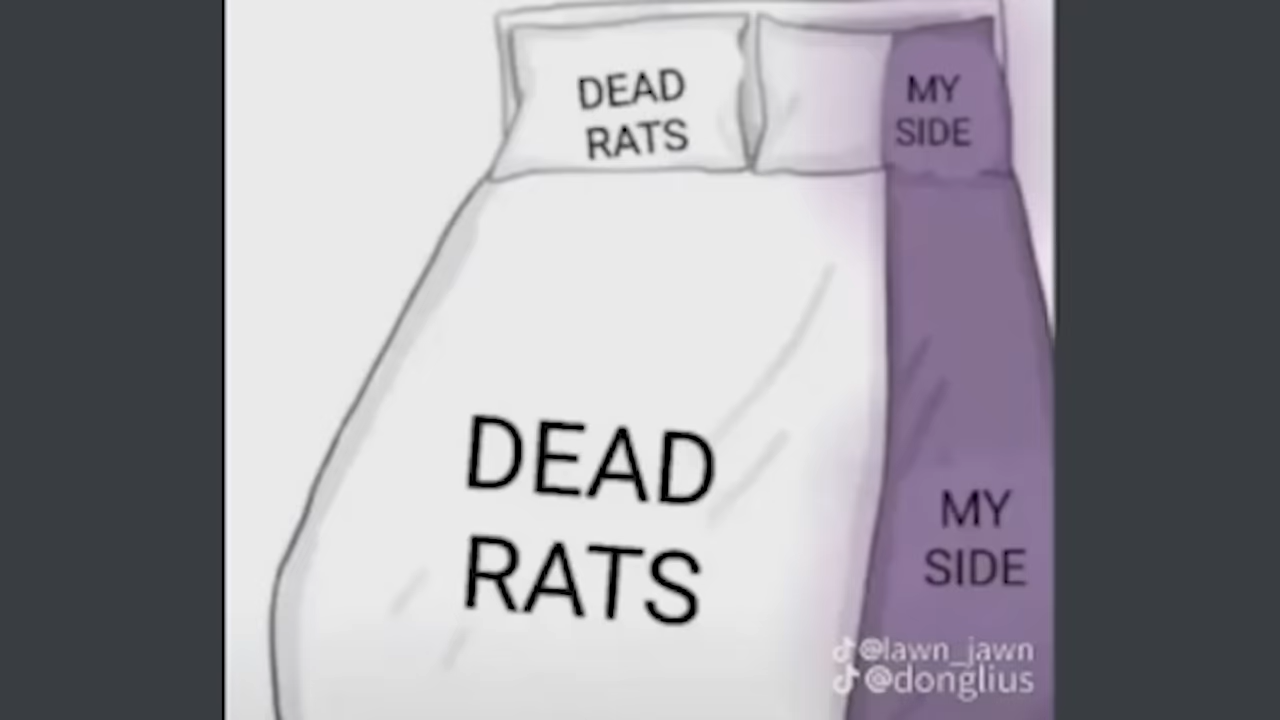 DEAD
RATS
MY
SIDE
DEAD
RATS
MY
SIDE
@lawn_jawn
@donglius